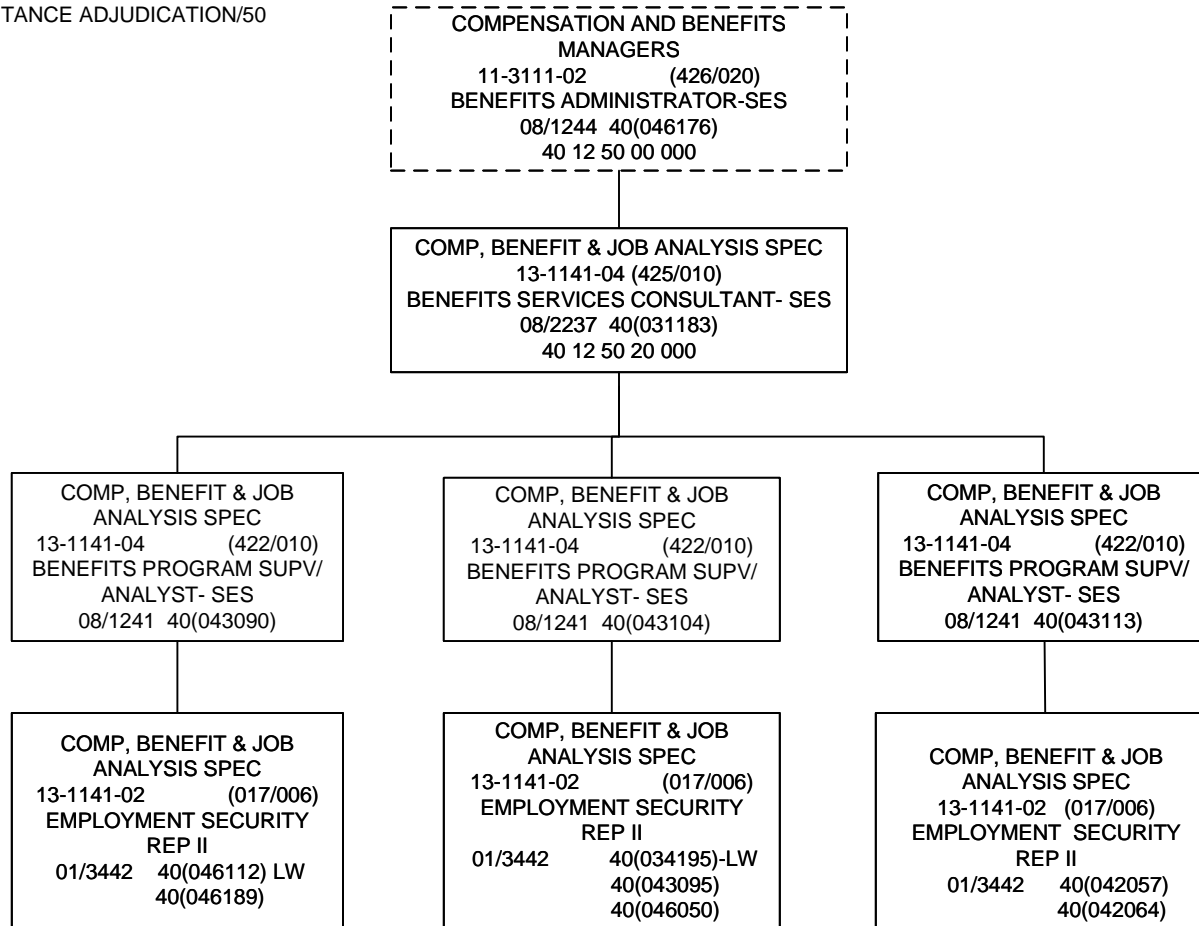 TANCE ADJUDICATION/50
COMPENSATION AND BENEFITS
MANAGERS
11-3111-02 (426/020)
BENEFITS ADMINISTRATOR-SES
08/1244 40(046176)
40 12 50 00 000
COMP, BENEFIT & JOB ANALYSIS SPEC
13-1141-04 (425/010)
BENEFITS SERVICES CONSULTANT- SES
08/2237 40(031183)
40 12 50 20 000
COMP, BENEFIT & JOB
ANALYSIS SPEC
13-1141-04 (422/010)
BENEFITS PROGRAM SUPV/
ANALYST- SES
08/1241 40(043090)
COMP, BENEFIT & JOB
ANALYSIS SPEC
13-1141-04 (422/010)
BENEFITS PROGRAM SUPV/
ANALYST- SES
08/1241 40(043104)
COMP, BENEFIT & JOB
ANALYSIS SPEC
13-1141-04 (422/010)
BENEFITS PROGRAM SUPV/
ANALYST- SES
08/1241 40(043113)
COMP, BENEFIT & JOB
ANALYSIS SPEC
13-1141-02 (017/006)
EMPLOYMENT SECURITY
REP II
01/3442 40(046112) LW
40(046189)
COMP, BENEFIT & JOB
ANALYSIS SPEC
13-1141-02 (017/006)
EMPLOYMENT SECURITY
REP II
01/3442 40(034195)-LW
40(043095)
40(046050)
COMP, BENEFIT & JOB
ANALYSIS SPEC
13-1141-02 (017/006)
EMPLOYMENT SECURITY
REP II
01/3442 40(042057)
40(042064)